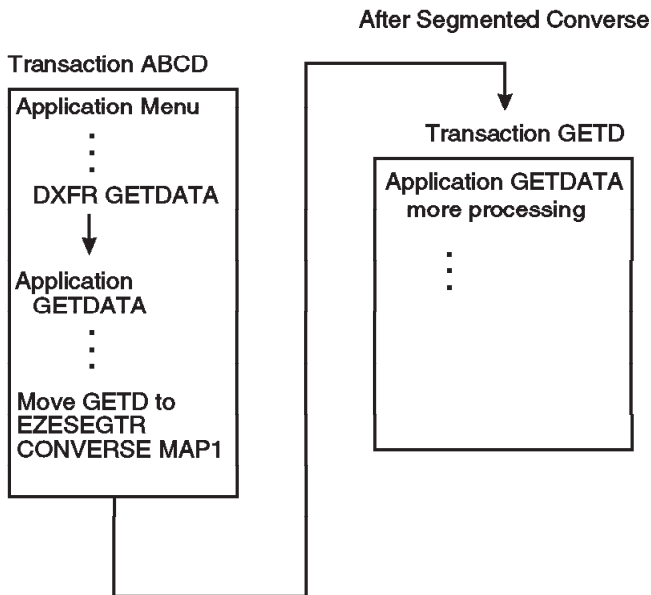 After Segmented Converse
Transaction ABCD
Application Menu
DXFR GETDATA
Application
GETDATA
Move GETD to
EZESEGTR
CONVERSE MAP1
Transaction GETD
Application GETDATA
more processing